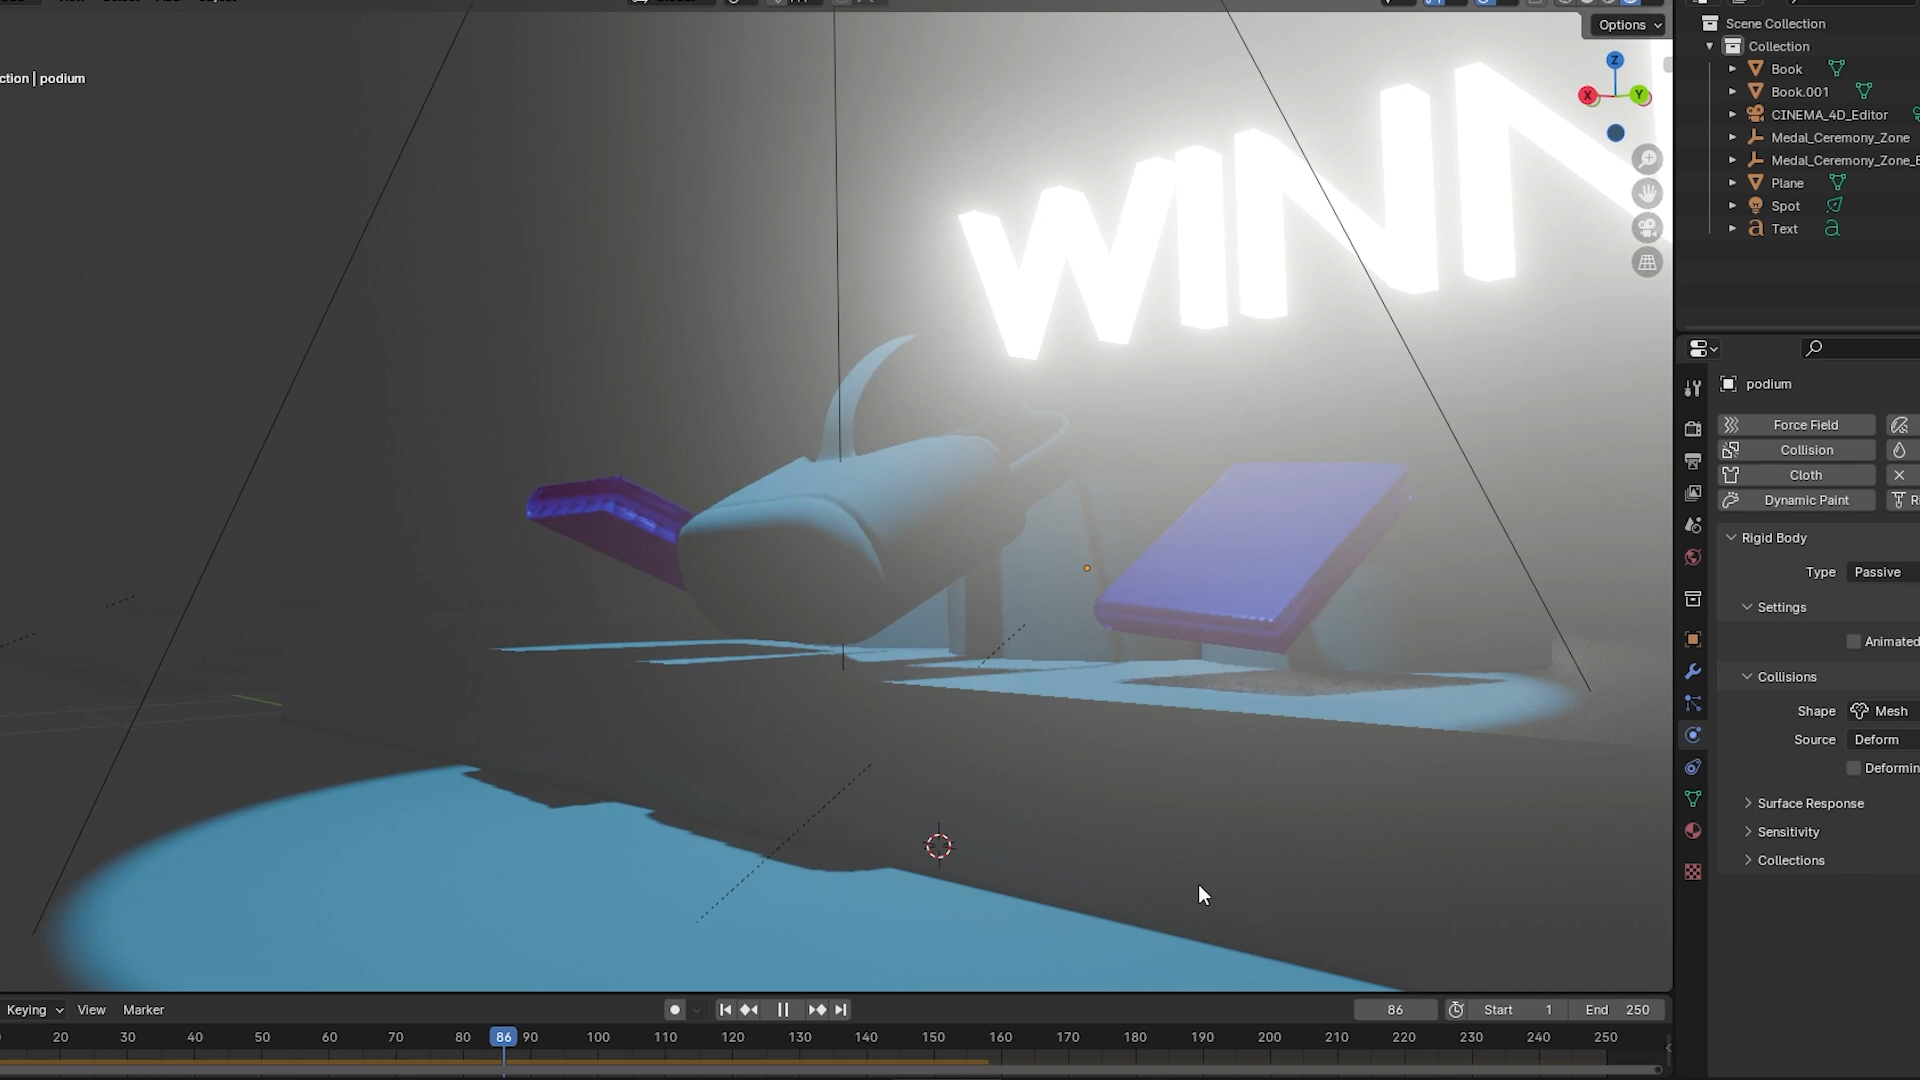 Options
Scene Collection
Collection
Book
Book.001
CINEMA_4D_Editor
Medal_Ceremony_Zone
Medal_Ceremony_Zone_E
Plane
Spot
Text
ction | podium
Z
X
Y
WINN
podium
Force Field
Collision
Cloth
Dynamic Paint
Ri
Rigid Body
Type Passive
Settings
Animated
Collisions
Shape Mesh
Source Deform
Deformin
Surface Response
Sensitivity
Collections
Keying View Marker
86 Start 1 End 250
20 30 40 50 60 70 80 86 90 100 110 120 130 140 150 160 170 180 190 200 210 220 230 240 250